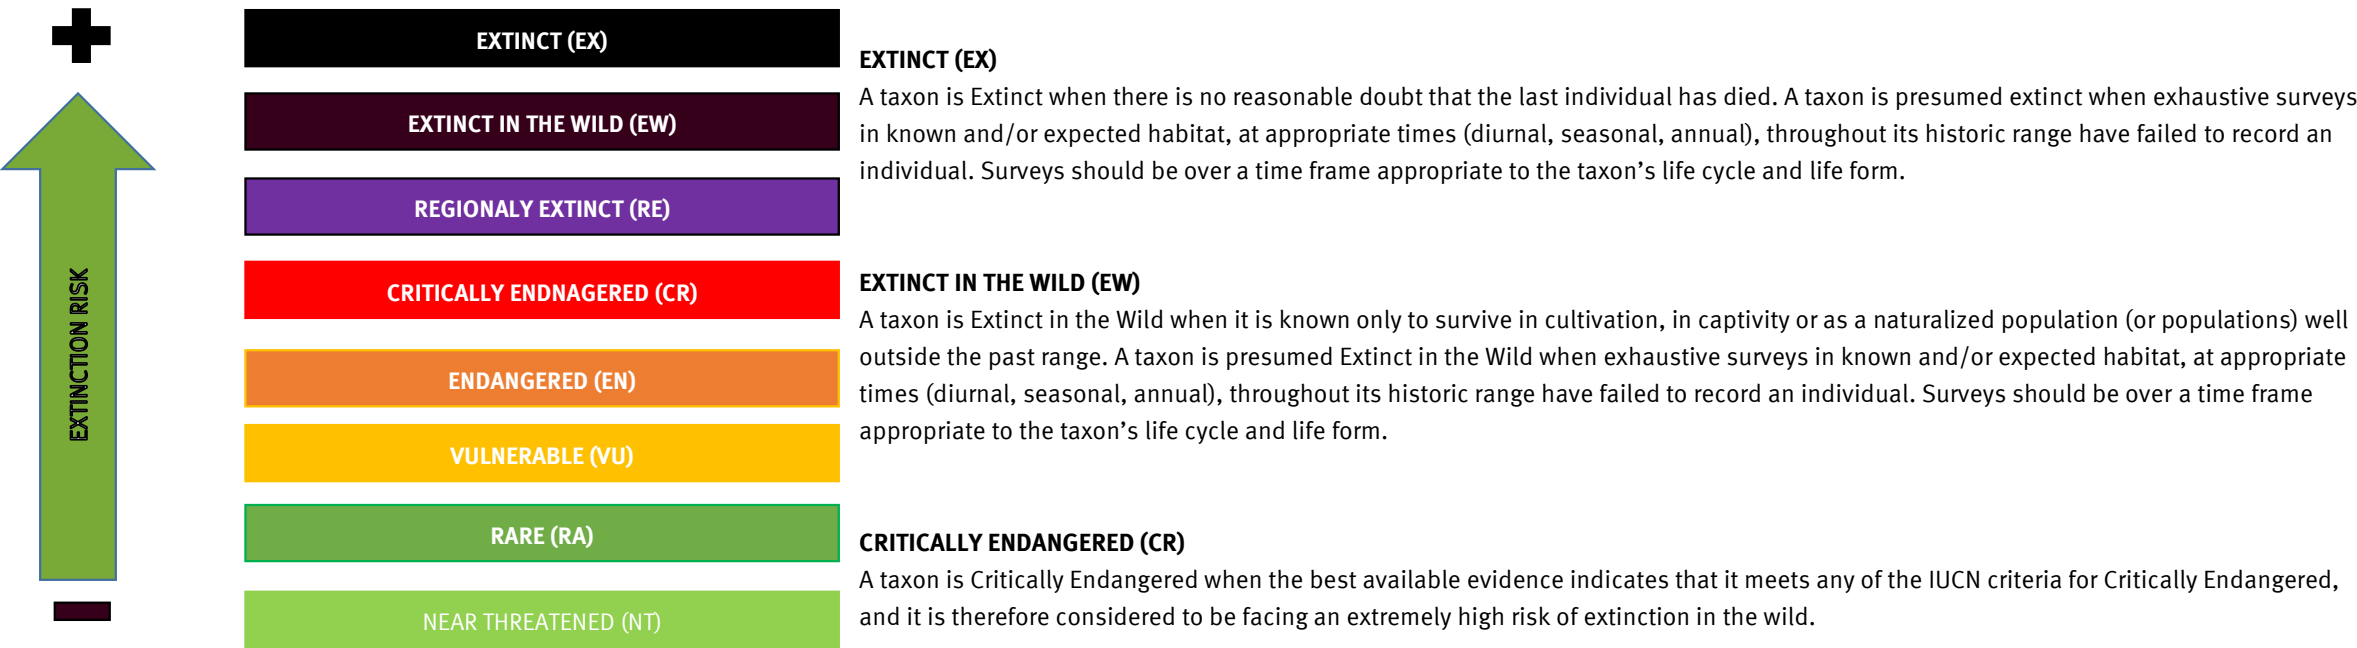 EXTINCTION RISK
EXTINCT (EX)
EXTINCT IN THE WILD (EW)
REGIONALY EXTINCT (RE)
CRITICALLY ENDNAGERED (CR)
ENDANGERED (EN)
VULNERABLE (VU)
RARE (RA)
NEAR THREATENED (NT)
EXTINCT (EX)
A taxon is Extinct when there is no reasonable doubt that the last individual has died. A taxon is presumed extinct when exhaustive surveys
in known and/or expected habitat, at appropriate times (diurnal, seasonal, annual), throughout its historic range have failed to record an
individual. Surveys should be over a time frame appropriate to the taxon’s life cycle and life form.
EXTINCT IN THE WILD (EW)
A taxon is Extinct in the Wild when it is known only to survive in cultivation, in captivity or as a naturalized population (or populations) well
outside the past range. A taxon is presumed Extinct in the Wild when exhaustive surveys in known and/or expected habitat, at appropriate
times (diurnal, seasonal, annual), throughout its historic range have failed to record an individual. Surveys should be over a time frame
appropriate to the taxon’s life cycle and life form.
CRITICALLY ENDANGERED (CR)
A taxon is Critically Endangered when the best available evidence indicates that it meets any of the IUCN criteria for Critically Endangered,
and it is therefore considered to be facing an extremely high risk of extinction in the wild.